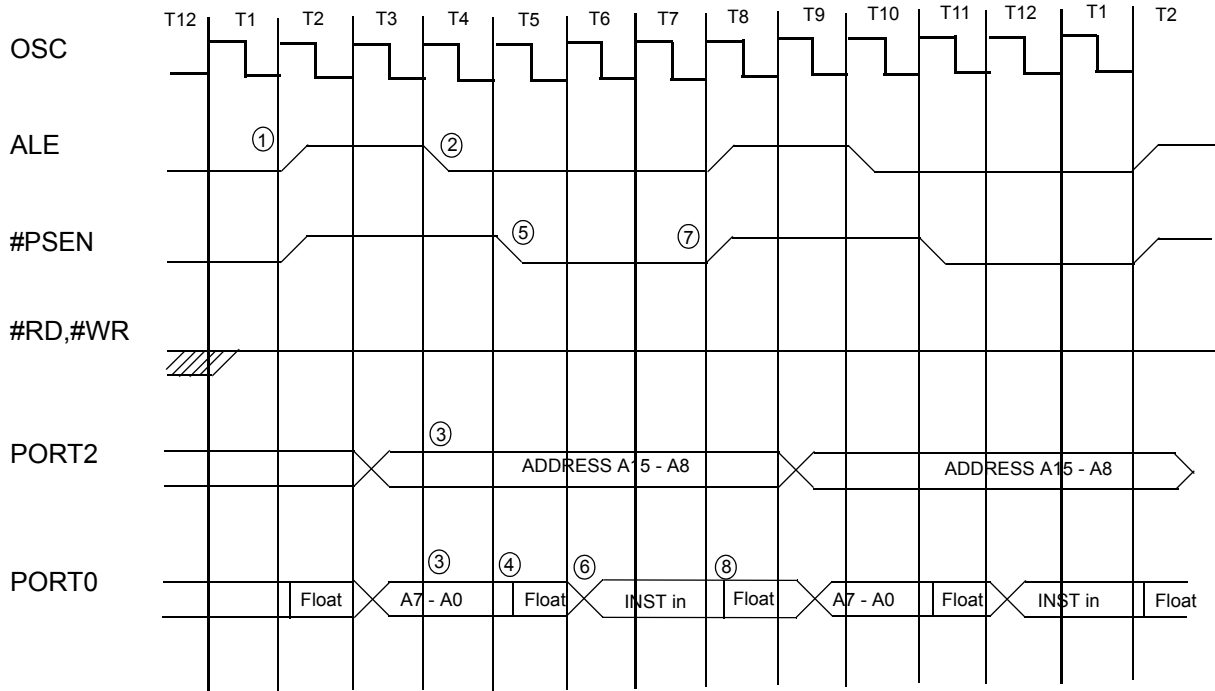 T12 T1 T2 T3 T4 T5 T6 T7 T8 T9 T10 T11 T12 T1 T2
OSC
ALE ① ②
#PSEN ⑤ ⑦
#RD,#WR
③
PORT2 ADDRESS A15 - A8 ADDRESS A15 - A8
③ ④ ⑥ ⑧
PORT0 Float A7 - A0 Float INST in Float A7 - A0 Float INST in Float